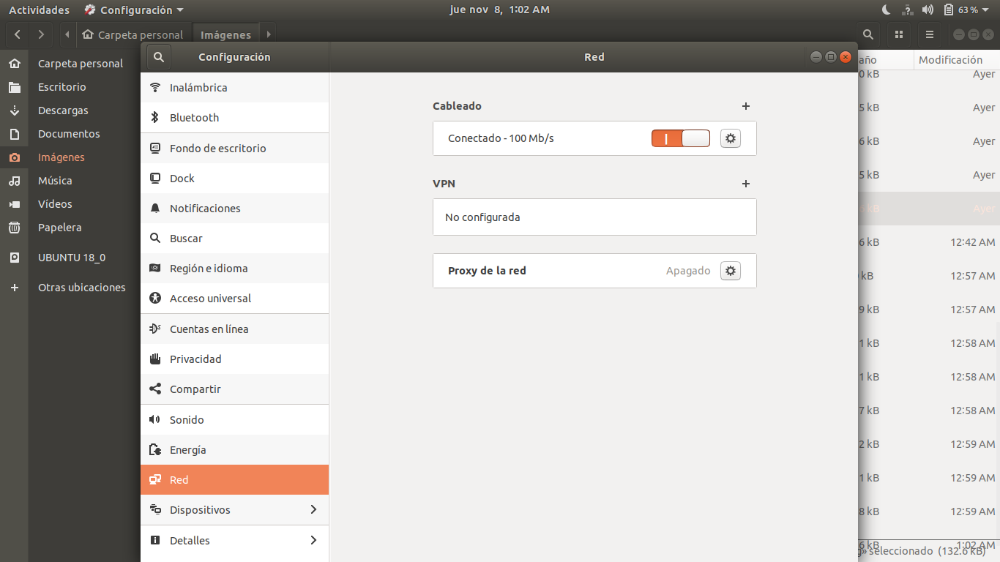 Actividades
Configuración
jue nov 8, 1:02 AM
63 %
Carpeta personal
Imágenes
Carpeta personal
Escritorio
Descargas
Documentos
Imágenes
Música
Vídeos
Papelera
UBUNTU 18_0
Otras ubicaciones
Configuración
Inalámbrica
Bluetooth
Fondo de escritorio
Dock
Notificaciones
Buscar
Región e idioma
Acceso universal
Cuentas en línea
Privacidad
Compartir
Sonido
Energía
Red
Dispositivos
Detalles
Red
Cableado
Conectado - 100 Mb/s
VPN
No configurada
Proxy de la red
Apagado
Modificación
kB Ayer
5 kB Ayer
6 kB Ayer
5 kB Ayer
kB Ayer
6 kB 12:42 AM
kB 12:57 AM
9 kB 12:57 AM
1 kB 12:58 AM
1 kB 12:58 AM
7 kB 12:58 AM
2 kB 12:59 AM
1 kB 12:59 AM
8 kB 12:59 AM
6 kB 1:02 AM
seleccionado (132.6 kB)